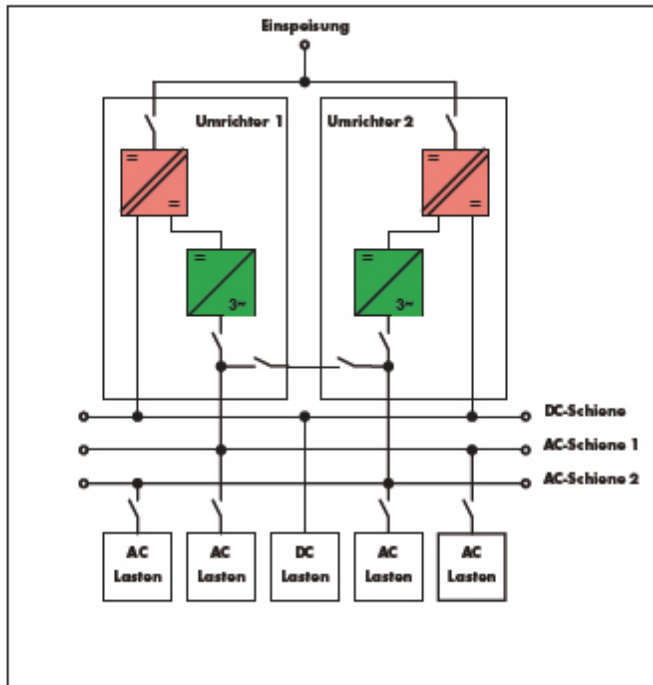 Einspeisung
Umrichter 1
Umrichter 2
=
=
=
=
=
3~
=
3~
DC-Schiene
AC-Schiene 1
AC-Schiene 2
AC
Lasten
AC
Lasten
DC
Lasten
AC
Lasten
AC
Lasten